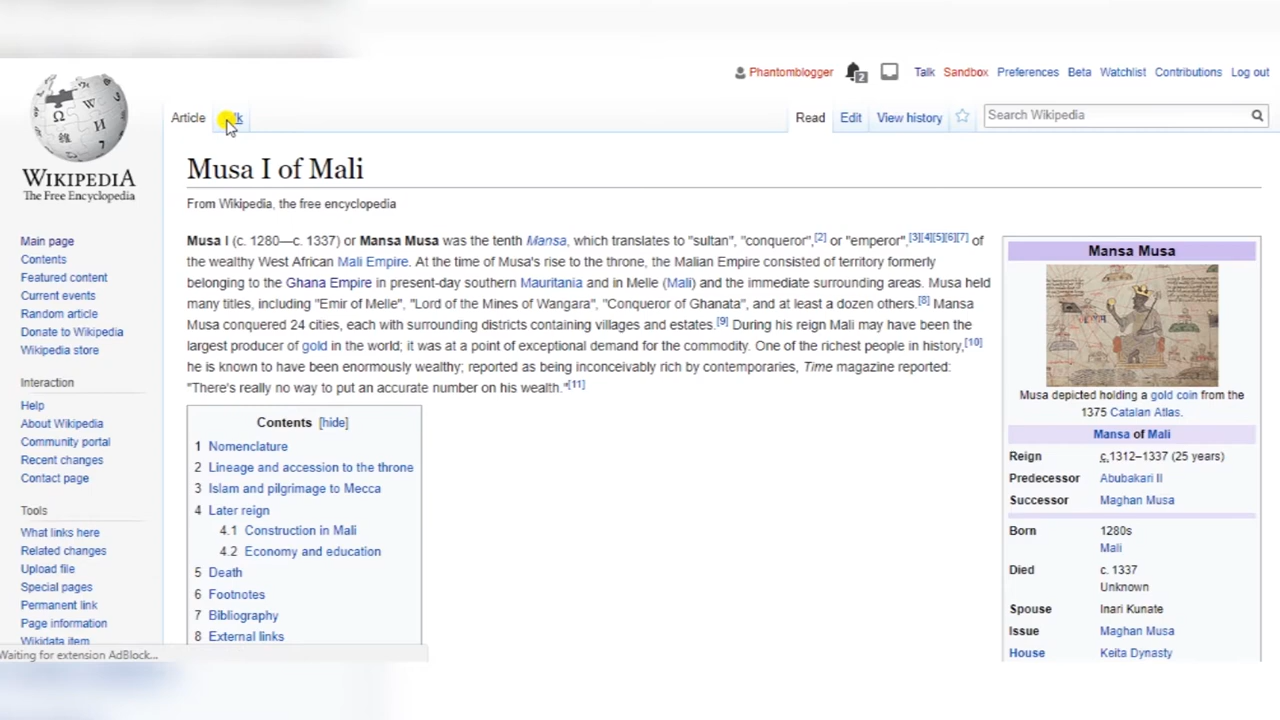 Phantomblogger 2 Talk Sandbox Preferences Beta Watchlist Contributions Log out
Article
Read Edit View history Search Wikipedia
WIKIPEDIA
The Free Encyclopedia
Main page
Contents
Featured content
Current events
Random article
Donate to Wikipedia
Wikipedia store
Interaction
Help
About Wikipedia
Community portal
Recent changes
Contact page
Tools
What links here
Related changes
Upload file
Special pages
Permanent link
Page information
Wikidata item
Waiting for extension AdBlock...
Musa I of Mali
From Wikipedia, the free encyclopedia
Musa I (c. 1280—c. 1337) or Mansa Musa was the tenth Mansa, which translates to "sultan", "conqueror",[2] or "emperor",[3][4][5][6][7] of
the wealthy West African Mali Empire. At the time of Musa's rise to the throne, the Malian Empire consisted of territory formerly
belonging to the Ghana Empire in present-day southern Mauritania and in Melle (Mali) and the immediate surrounding areas. Musa held
many titles, including "Emir of Melle", "Lord of the Mines of Wangara", "Conqueror of Ghanata", and at least a dozen others.[8] Mansa
Musa conquered 24 cities, each with surrounding districts containing villages and estates.[9] During his reign Mali may have been the
largest producer of gold in the world; it was at a point of exceptional demand for the commodity. One of the richest people in history,[10]
he is known to have been enormously wealthy; reported as being inconceivably rich by contemporaries, Time magazine reported:
"There's really no way to put an accurate number on his wealth."[11]
Contents [hide]
1 Nomenclature
2 Lineage and accession to the throne
3 Islam and pilgrimage to Mecca
4 Later reign
4.1 Construction in Mali
4.2 Economy and education
5 Death
6 Footnotes
7 Bibliography
8 External links
Mansa Musa
Musa depicted holding a gold coin from the
1375 Catalan Atlas.
Mansa of Mali
Reign c.1312–1337 (25 years)
Predecessor Abubakari II
Successor Maghan Musa
Born 1280s
Mali
Died c. 1337
Unknown
Spouse Inari Kunate
Issue Maghan Musa
House Keita Dynasty